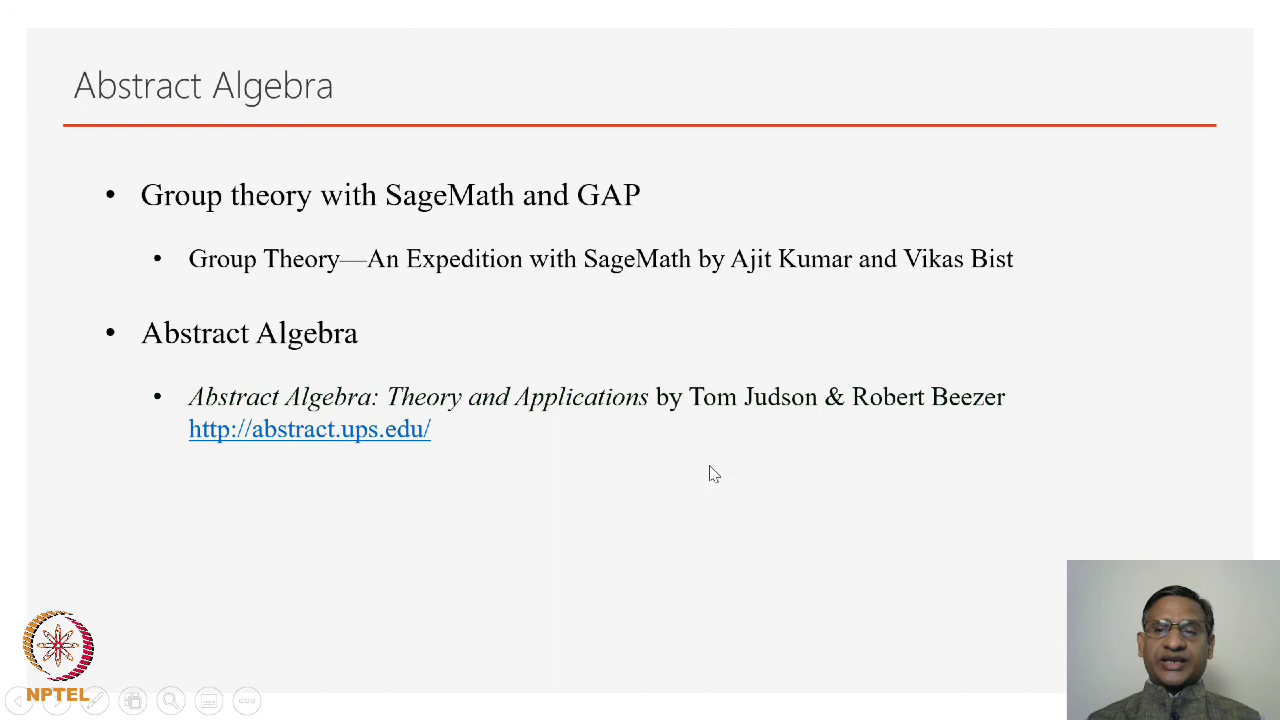 Abstract Algebra
• Group theory with SageMath and GAP
• Group Theory—An Expedition with SageMath by Ajit Kumar and Vikas Bist
• Abstract Algebra
• Abstract Algebra: Theory and Applications by Tom Judson & Robert Beezer
http://abstract.ups.edu/
NPTEL